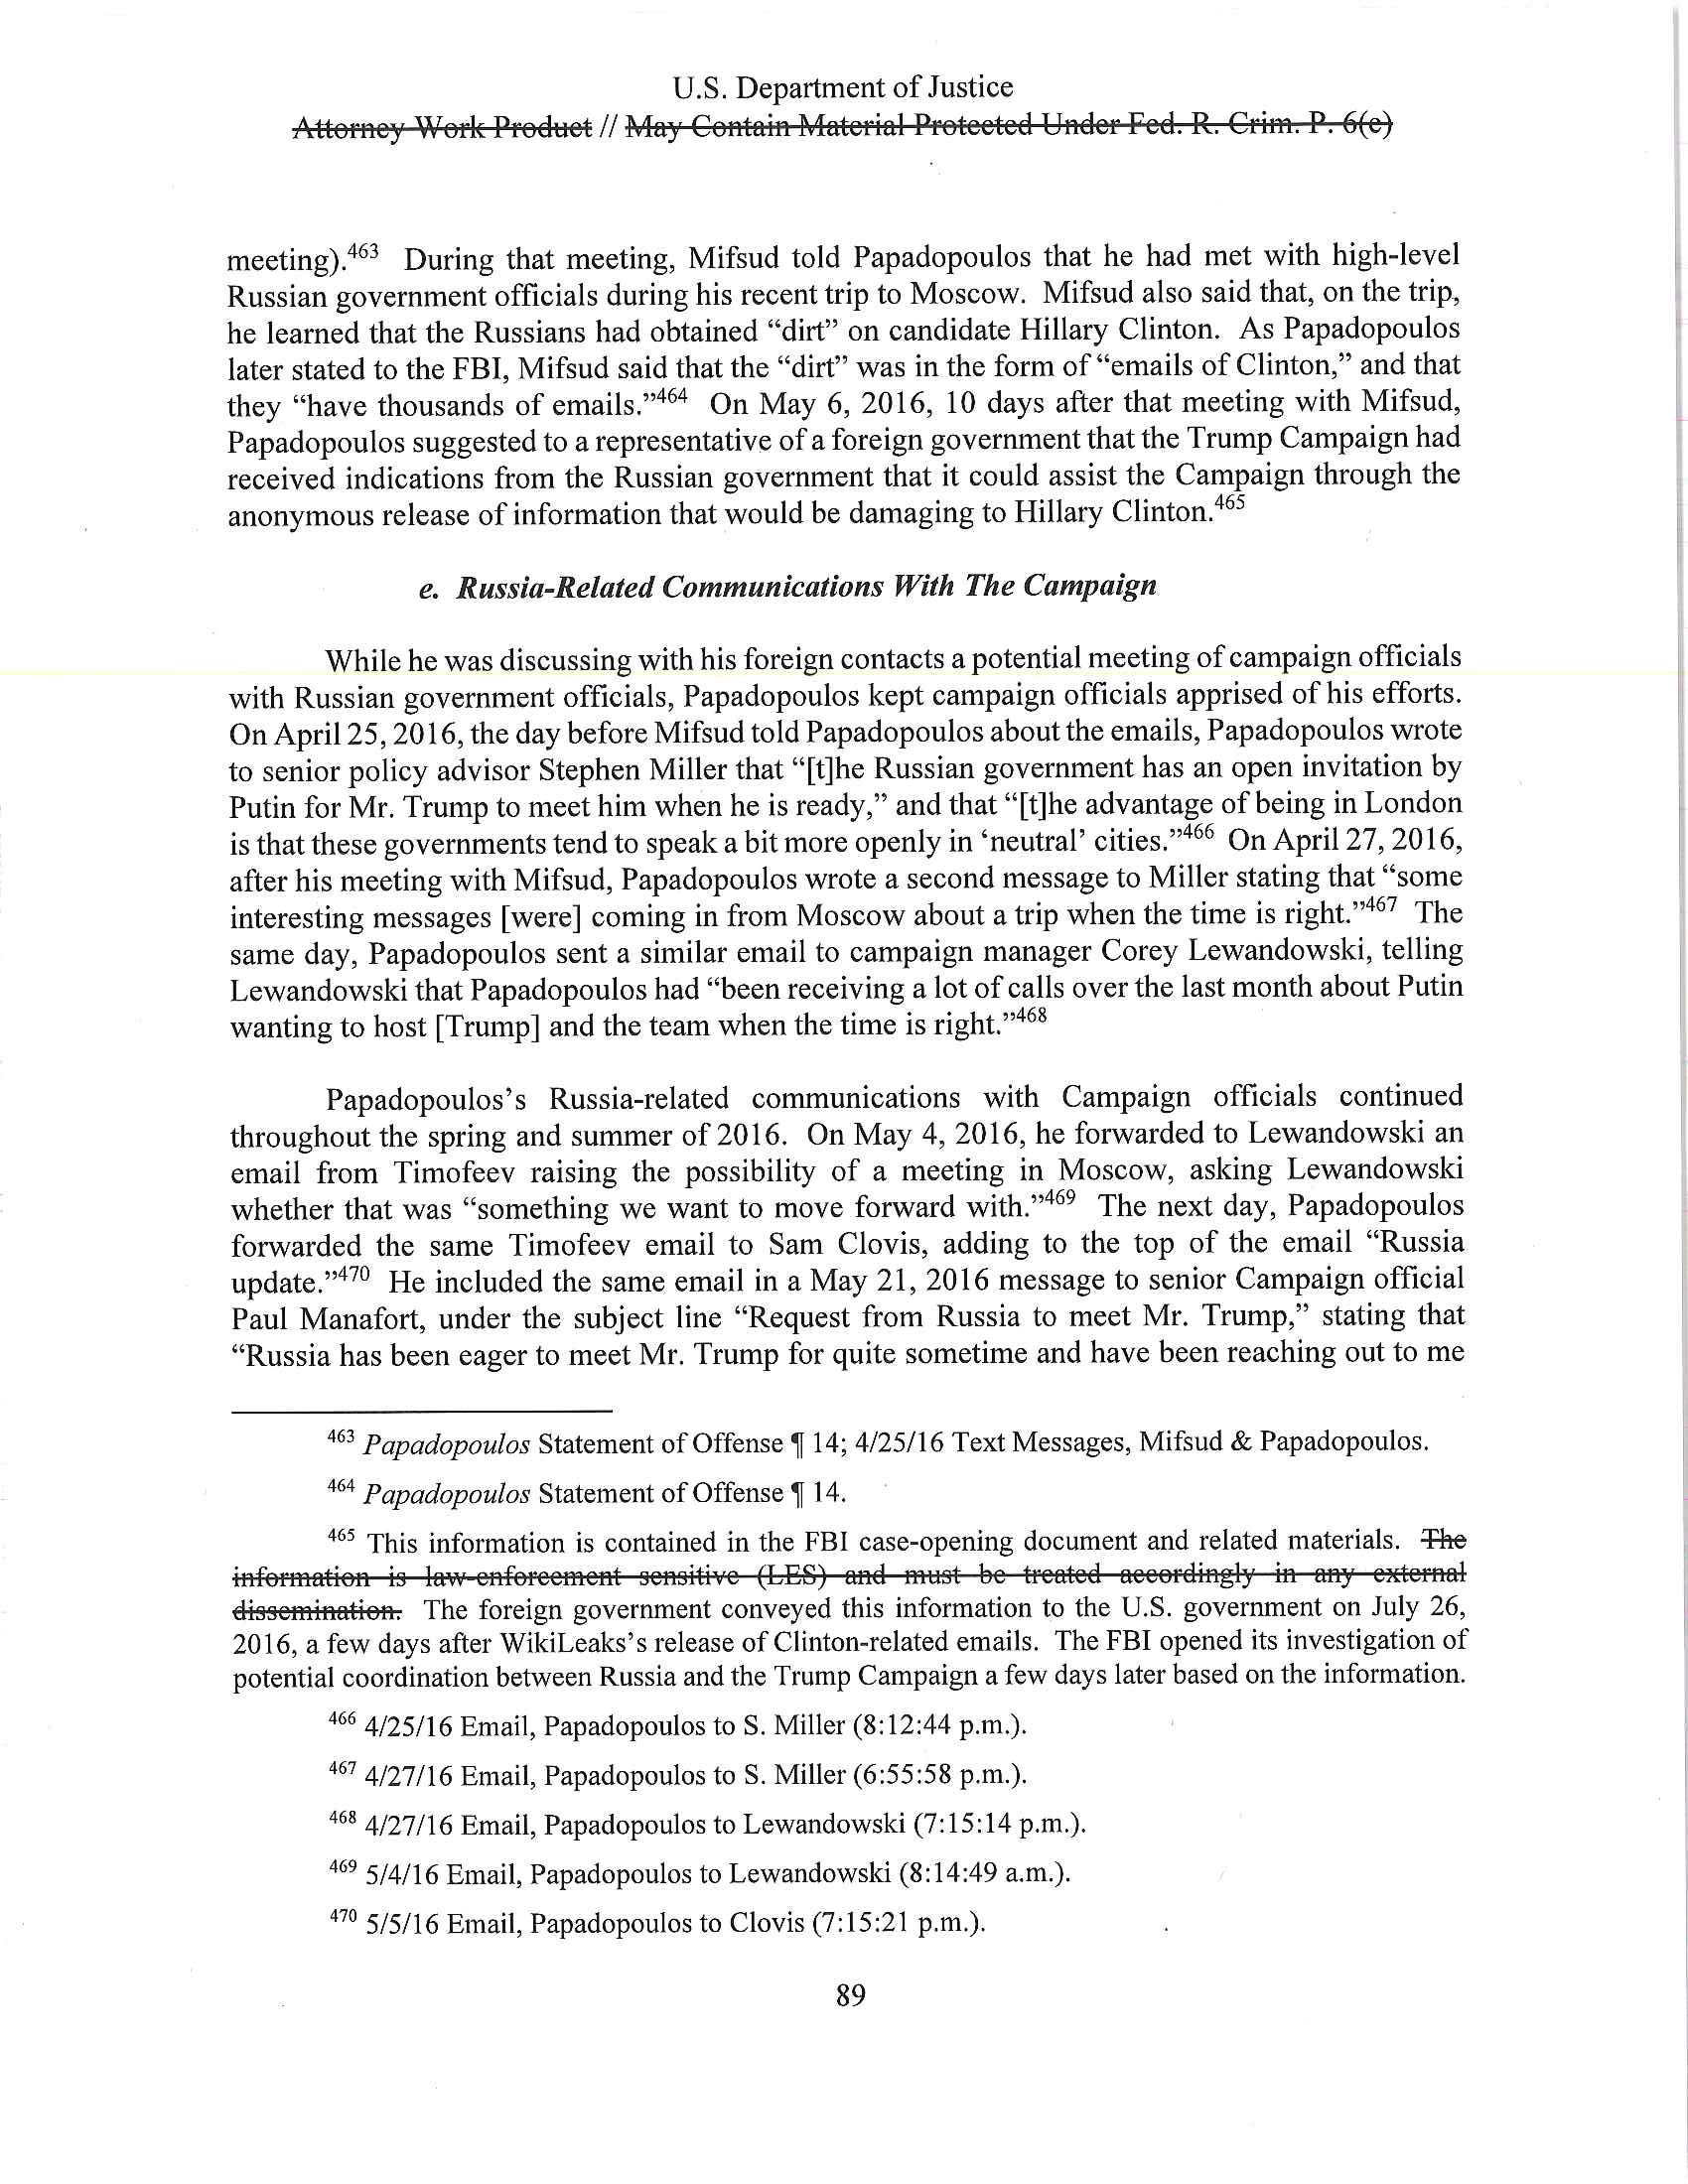 U.S. Department of Justice
Attorney Work Product // May Contain Material Protected Under Fed. R. Crim. P. 6(e)
meeting).463 During that meeting, Mifsud told Papadopoulos that he had met with high-level
Russian government officials during his recent trip to Moscow. Mifsud also said that, on the trip,
he learned that the Russians had obtained “dirt” on candidate Hillary Clinton. As Papadopoulos
later stated to the FBI, Mifsud said that the “dirt” was in the form of “emails of Clinton,” and that
they “have thousands of emails.”464 On May 6, 2016, 10 days after that meeting with Mifsud,
Papadopoulos suggested to a representative of a foreign government that the Trump Campaign had
received indications from the Russian government that it could assist the Campaign through the
anonymous release of information that would be damaging to Hillary Clinton.465
e. Russia-Related Communications With The Campaign
While he was discussing with his foreign contacts a potential meeting of campaign officials
with Russian government officials, Papadopoulos kept campaign officials apprised of his efforts.
On April 25, 2016, the day before Mifsud told Papadopoulos about the emails, Papadopoulos wrote
to senior policy advisor Stephen Miller that “[t]he Russian government has an open invitation by
Putin for Mr. Trump to meet him when he is ready,” and that “[t]he advantage of being in London
is that these governments tend to speak a bit more openly in ‘neutral’ cities.”466 On April 27, 2016,
after his meeting with Mifsud, Papadopoulos wrote a second message to Miller stating that “some
interesting messages [were] coming in from Moscow about a trip when the time is right.”467 The
same day, Papadopoulos sent a similar email to campaign manager Corey Lewandowski, telling
Lewandowski that Papadopoulos had “been receiving a lot of calls over the last month about Putin
wanting to host [Trump] and the team when the time is right.”468
Papadopoulos’s Russia-related communications with Campaign officials continued
throughout the spring and summer of 2016. On May 4, 2016, he forwarded to Lewandowski an
email from Timofeev raising the possibility of a meeting in Moscow, asking Lewandowski
whether that was “something we want to move forward with.”469 The next day, Papadopoulos
forwarded the same Timofeev email to Sam Clovis, adding to the top of the email “Russia
update.”470 He included the same email in a May 21, 2016 message to senior Campaign official
Paul Manafort, under the subject line “Request from Russia to meet Mr. Trump,” stating that
“Russia has been eager to meet Mr. Trump for quite sometime and have been reaching out to me
463 Papadopoulos Statement of Offense ¶ 14; 4/25/16 Text Messages, Mifsud & Papadopoulos.
464 Papadopoulos Statement of Offense ¶ 14.
465 This information is contained in the FBI case-opening document and related materials. The
information is law-enforcement sensitive (LES) and must be treated accordingly in any external
dissemination. The foreign government conveyed this information to the U.S. government on July 26,
2016, a few days after WikiLeaks’s release of Clinton-related emails. The FBI opened its investigation of
potential coordination between Russia and the Trump Campaign a few days later based on the information.
466 4/25/16 Email, Papadopoulos to S. Miller (8:12:44 p.m.).
467 4/27/16 Email, Papadopoulos to S. Miller (6:55:58 p.m.).
468 4/27/16 Email, Papadopoulos to Lewandowski (7:15:14 p.m.).
469 5/4/16 Email, Papadopoulos to Lewandowski (8:14:49 a.m.).
470 5/5/16 Email, Papadopoulos to Clovis (7:15:21 p.m.).
89